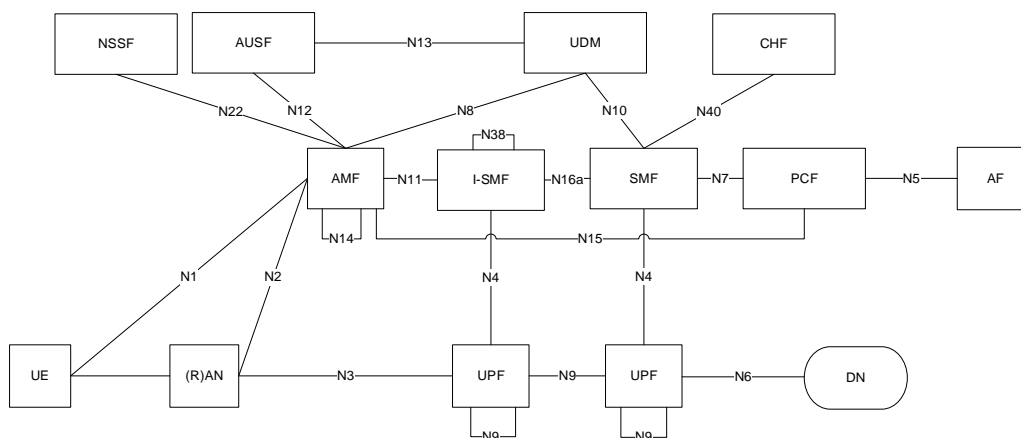 NSSF
AUSF
N13
UDM
CHF
N22
N12
N8
N10
N40
N38
AMF
N11
I-SMF
N16a
SMF
N7
PCF
N5
AF
N14
N15
N1
N2
N4
N4
UE
(R)AN
N3
UPF
N9
UPF
N6
DN
N9
N9